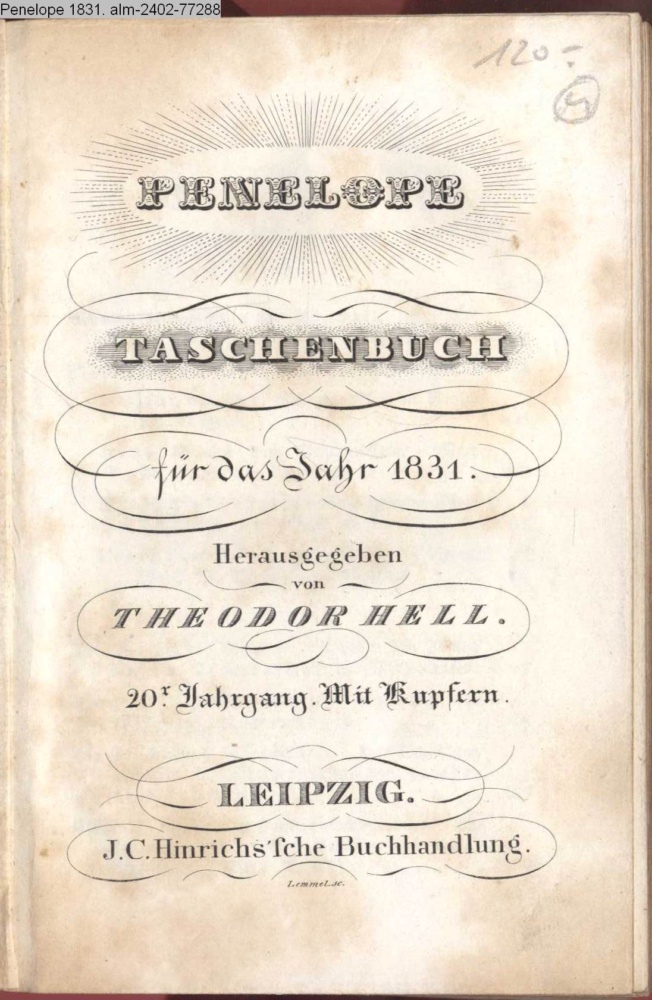 Penelope 1831. alm-2402-77288
120.-
PENELOPE
TASCHENBUCH
für das Jahr 1831.
Herausgegeben
von
THEODOR HELL.
20.r Jahrgang. Mit Kupfern.
LEIPZIG.
J.C.Hinrichs'ſche Buchhandlung.
Lemmel.sc.